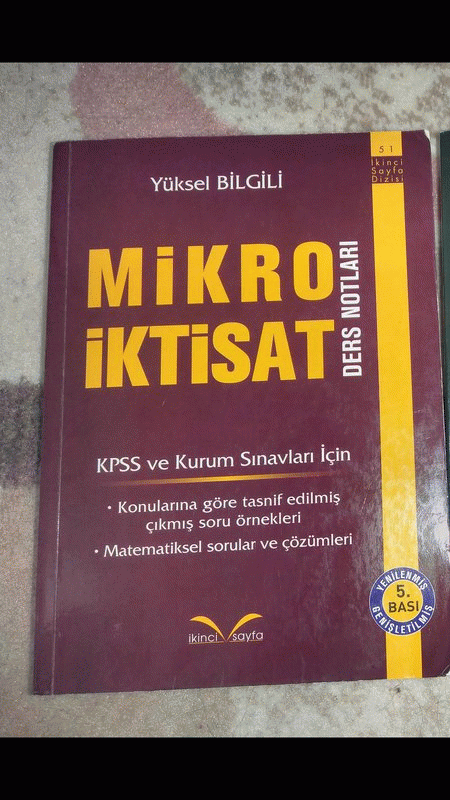 51
İkinci
Sayfa
Dizisi
Yüksel BİLGİLİ
MİKRO
İKTİSAT
DERS NOTLARI
KPSS ve Kurum Sınavları İçin
• Konularına göre tasnif edilmiş
çıkmış soru örnekleri
• Matematiksel sorular ve çözümleri
YENİLENMİŞ
5.
BASI
GENİŞLETİLMİŞ
ikinci sayfa